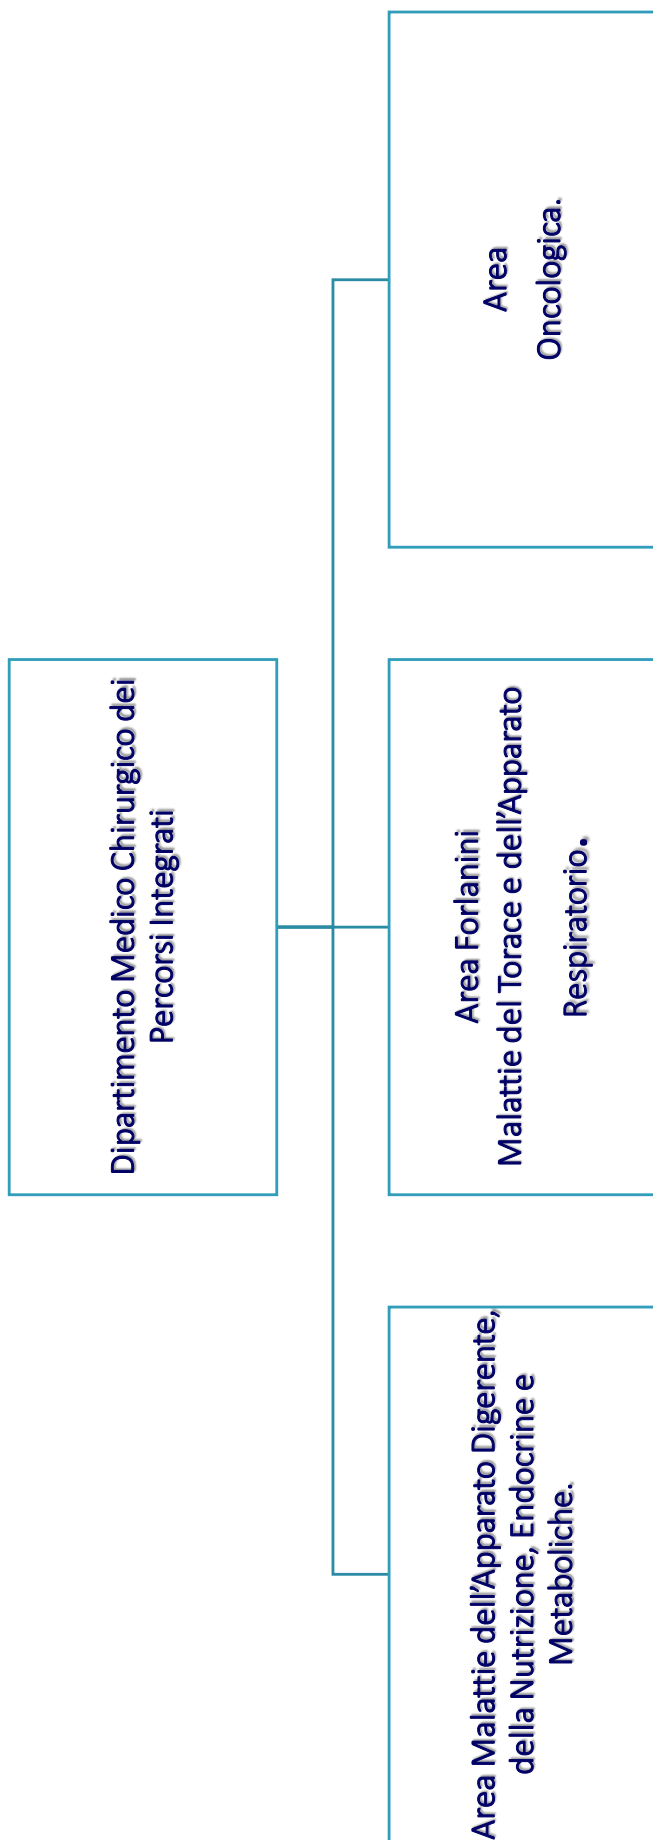 Dipartimento Medico Chirurgico dei
Percorsi Integrati
Area Malattie dell'Apparato Digerente,
della Nutrizione, Endocrine e
Metaboliche.
Area Forlanini
Malattie del Torace e dell'Apparato
Respiratorio.
Area
Oncologica.